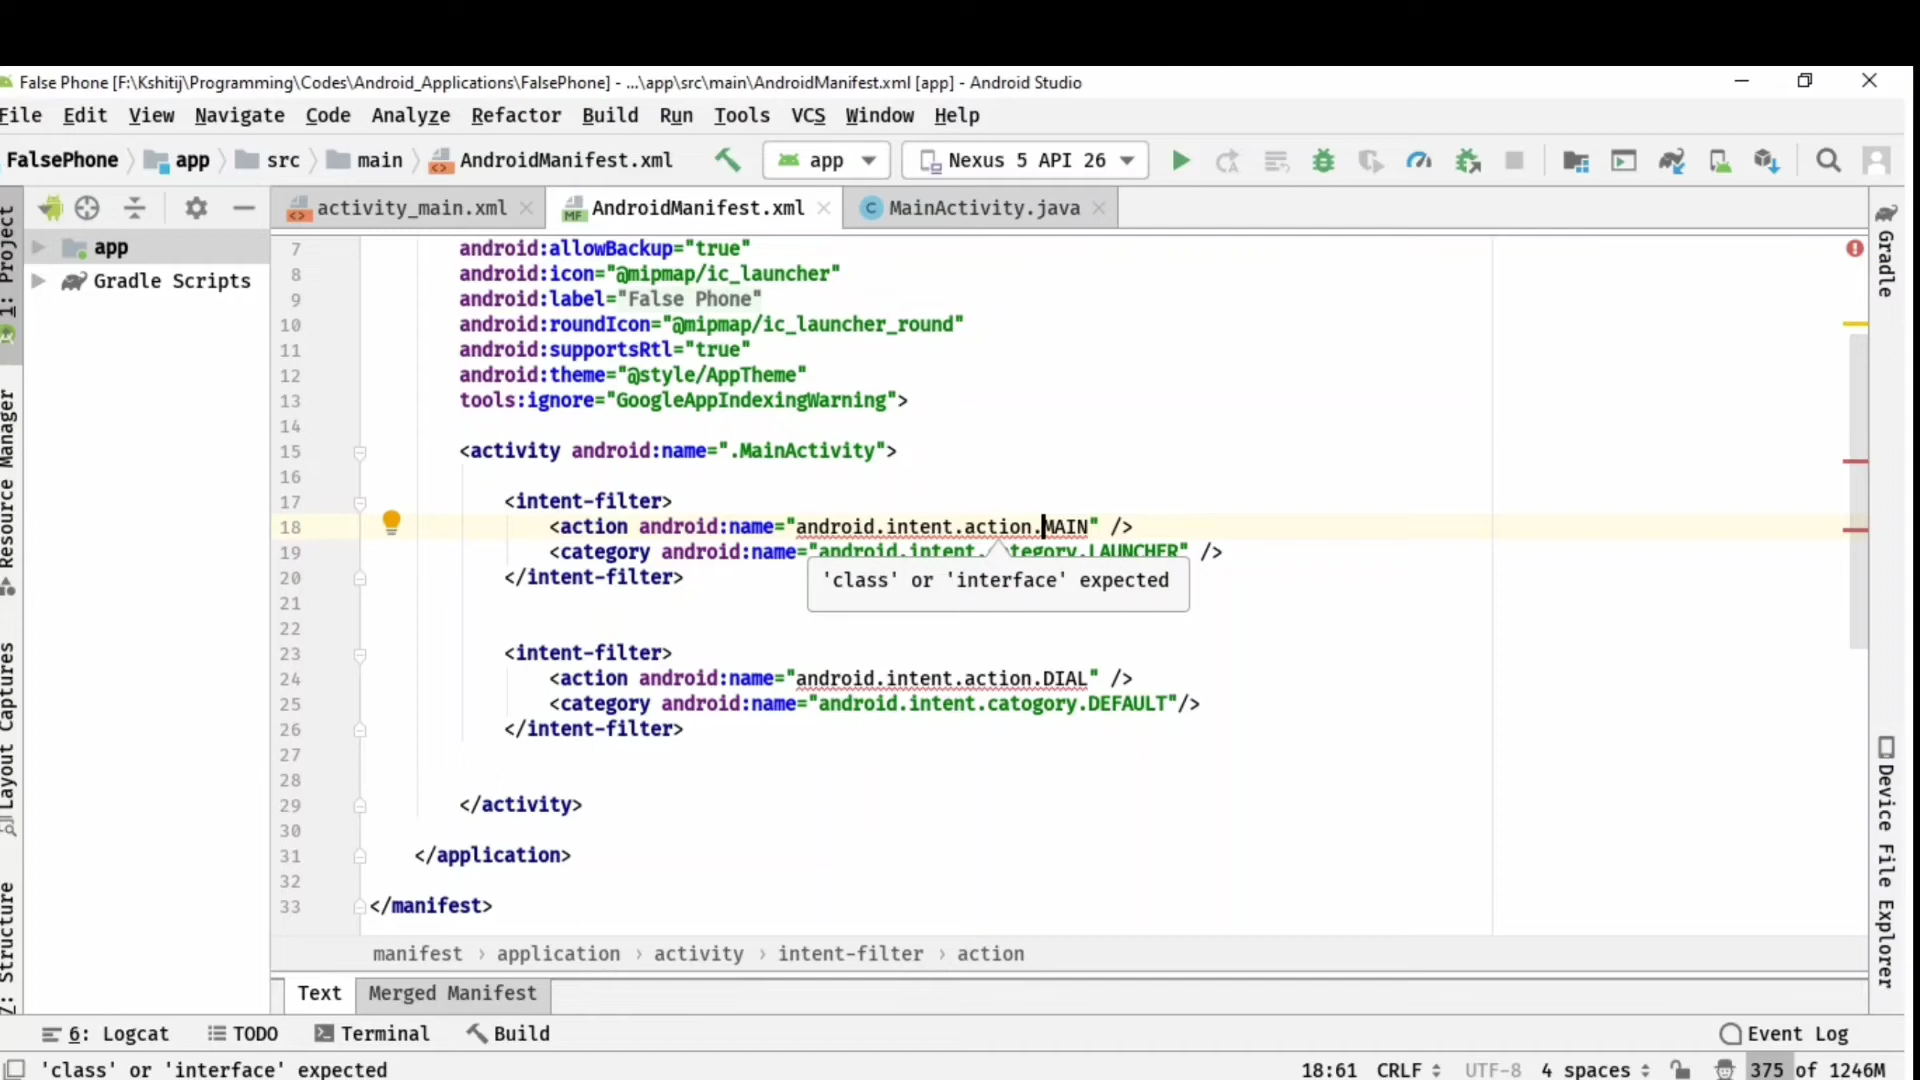 False Phone [F:\Kshitij\Programming\Codes\Android_Applications\FalsePhone] - ...\app\src\main\AndroidManifest.xml [app] - Android Studio
File Edit View Navigate Code Analyze Refactor Build Run Tools VCS Window Help
FalsePhone app src main AndroidManifest.xml app Nexus 5 API 26
activity_main.xml AndroidManifest.xml MainActivity.java
app
Gradle Scripts
1: Project
Resource Manager
Layout Captures
Z: Structure
7 android:allowBackup="true"
8 android:icon="@mipmap/ic_launcher"
9 android:label="False Phone"
10 android:roundIcon="@mipmap/ic_launcher_round"
11 android:supportsRtl="true"
12 android:theme="@style/AppTheme"
13 tools:ignore="GoogleAppIndexingWarning">
14
15 <activity android:name=".MainActivity">
16
17 <intent-filter>
18 <action android:name="android.intent.action.MAIN" />
19 <category android:name="android.intent. tegory.LAUNCHER" />
20 </intent-filter>
'class' or 'interface' expected
21
22
23 <intent-filter>
24 <action android:name="android.intent.action.DIAL" />
25 <category android:name="android.intent.catogory.DEFAULT"/>
26 </intent-filter>
27
28
29 </activity>
30
31 </application>
32
33 </manifest>
Gradle
Device File Explorer
manifest › application › activity › intent-filter › action
Text Merged Manifest
6: Logcat TODO Terminal Build Event Log
'class' or 'interface' expected 18:61 CRLF UTF-8 4 spaces 375 of 1246M